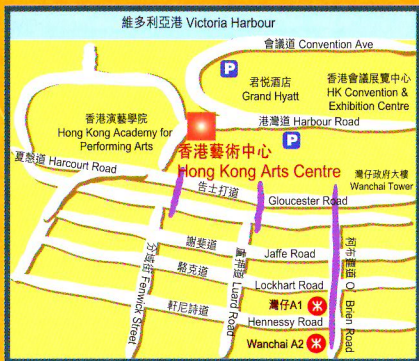 維多利亞港 Victoria Harbour
會議道 Convention Ave
P
君悦酒店
Grand Hyatt
香港會議展覽中心
HK Convention &
Exhibition Centre
香港演藝學院
Hong Kong Academy for
Performing Arts
港灣道 Harbour Road
P
香港藝術中心
Hong Kong Arts Centre
夏慤道 Harcourt Road
灣仔政府大樓
Wanchai Tower
告士打道
Gloucester Road
謝斐道
Jaffe Road
駱克道
Lockhart Road
灣仔A1
軒尼詩道
Hennessy Road
Wanchai A2
分域街 Fenwick Street
盧押道 Luard Road
柯布連道 O' Brien Road